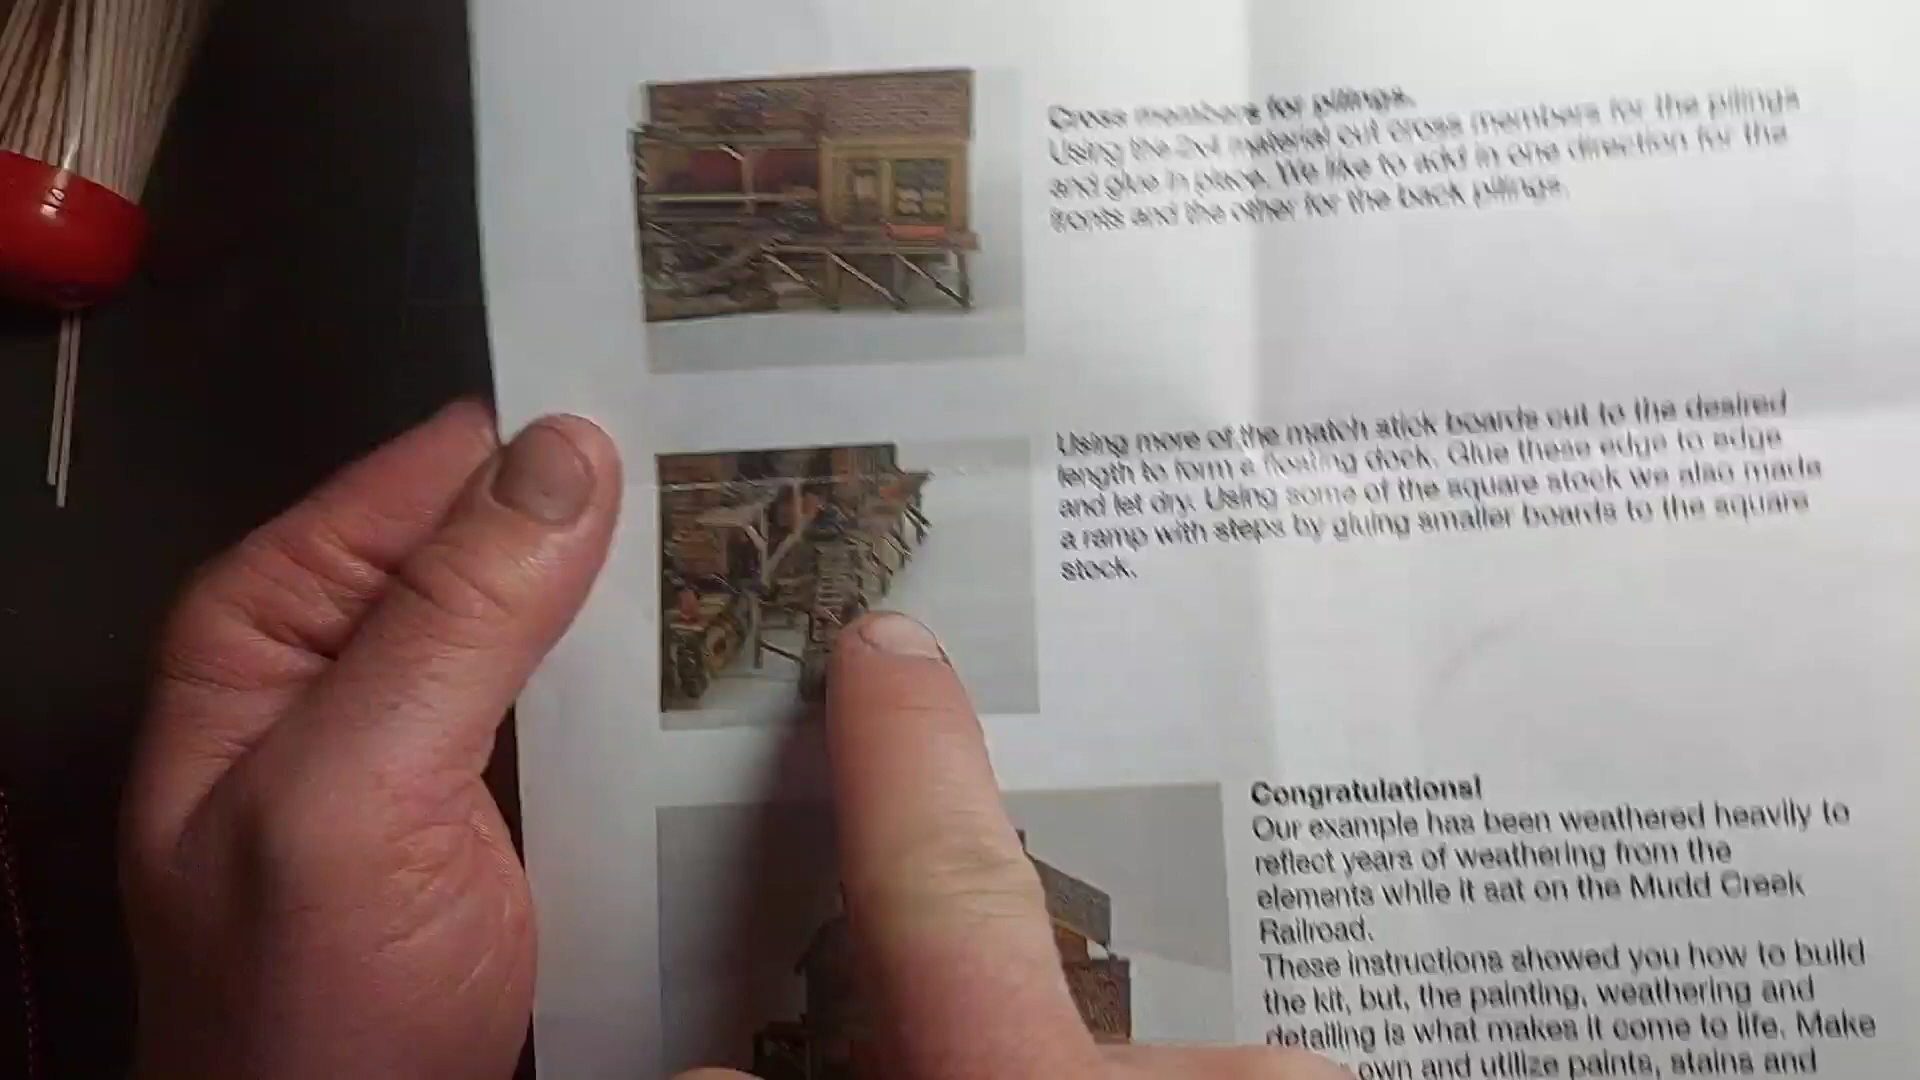 Cross members for pilings.
Using the 2x4 material cut cross members for the pilings
and glue in place. We like to add in one direction for the
fronts and the other for the back pilings.
Using more of the match stick boards cut to the desired
length to form a floating dock. Glue these edge to edge
and let dry. Using some of the square stock we also made
a ramp with steps by gluing smaller boards to the square
stock.
Congratulations!
Our example has been weathered heavily to
reflect years of weathering from the
elements while it sat on the Mudd Creek
Railroad.
These instructions showed you how to build
the kit, but, the painting, weathering and
detailing is what makes it come to life. Make
own and utilize paints, stains and